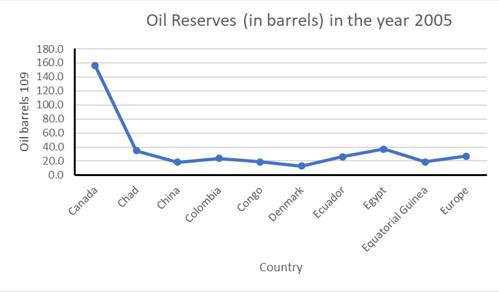 Oil Reserves (in barrels) in the year 2005
Oil barrels 109
180.0
160.0
140.0
120.0
100.0
80.0
60.0
40.0
20.0
0.0
Canada
Chad
China
Colombia
Congo
Denmark
Ecuador
Egypt
Equatorial Guinea
Europe
Country